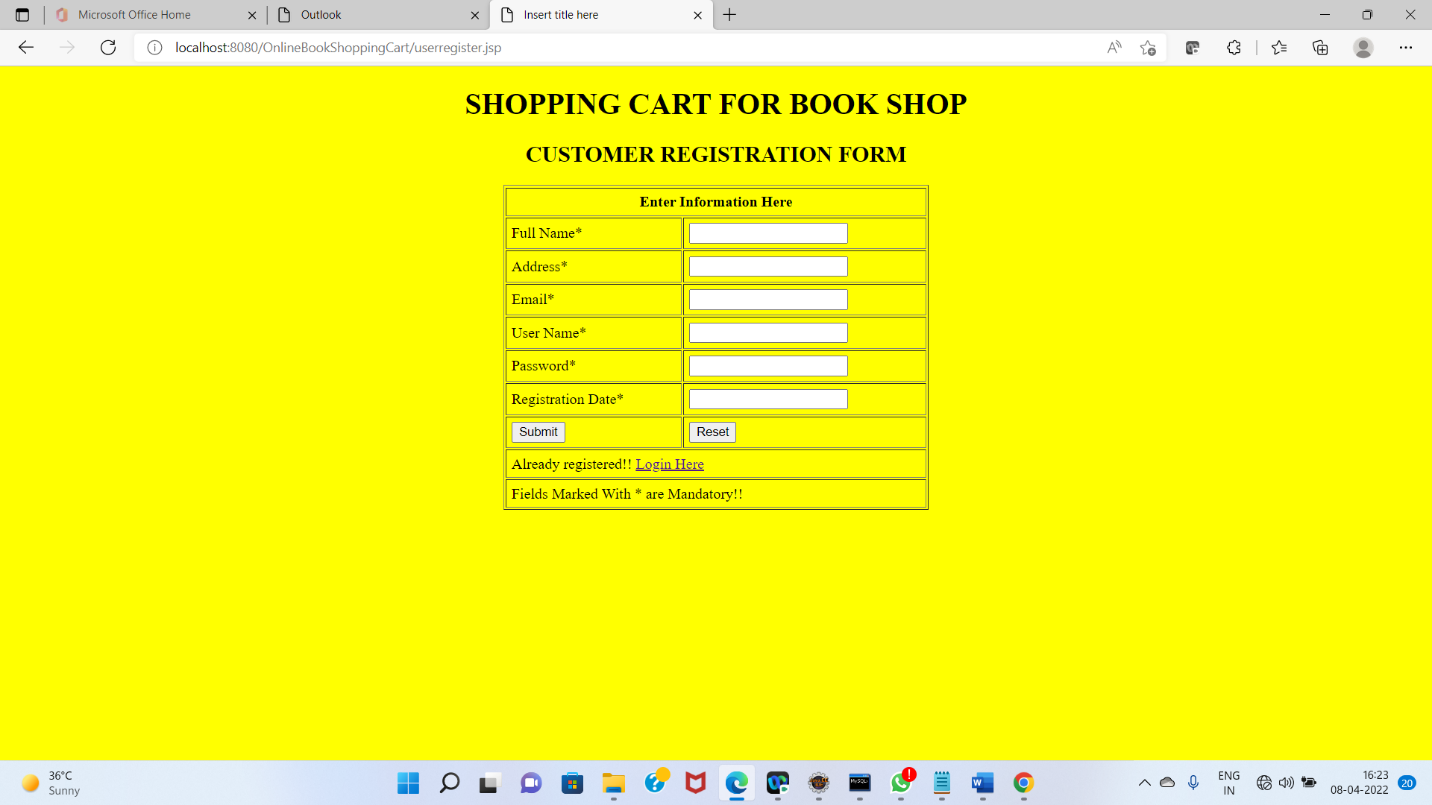 Microsoft Office Home
Outlook
Insert title here
localhost:8080/OnlineBookShoppingCart/userregister.jsp
SHOPPING CART FOR BOOK SHOP
CUSTOMER REGISTRATION FORM
Enter Information Here
Full Name*
Address*
Email*
User Name*
Password*
Registration Date*
Submit Reset
Already registered!! Login Here
Fields Marked With * are Mandatory!!
36°C
Sunny
ENG
IN
16:23
08-04-2022
20